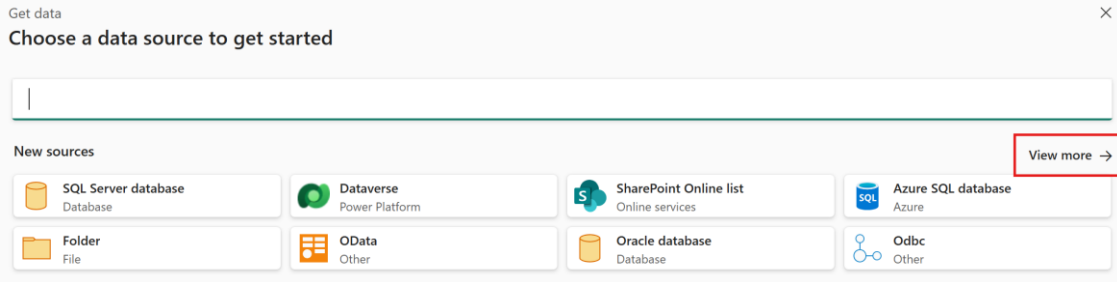 Get data
Choose a data source to get started
New sources
View more
SQL Server database
Database
Dataverse
Power Platform
SharePoint Online list
Online services
Azure SQL database
Azure
Folder
File
OData
Other
Oracle database
Database
Odbc
Other